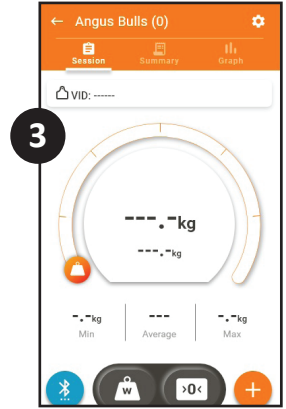 ← Angus Bulls (0)
Session Summary Graph
VID: ------
3
---.-kg
---.-kg
-.-kg --- -.-kg
Min Average Max
W >0< +